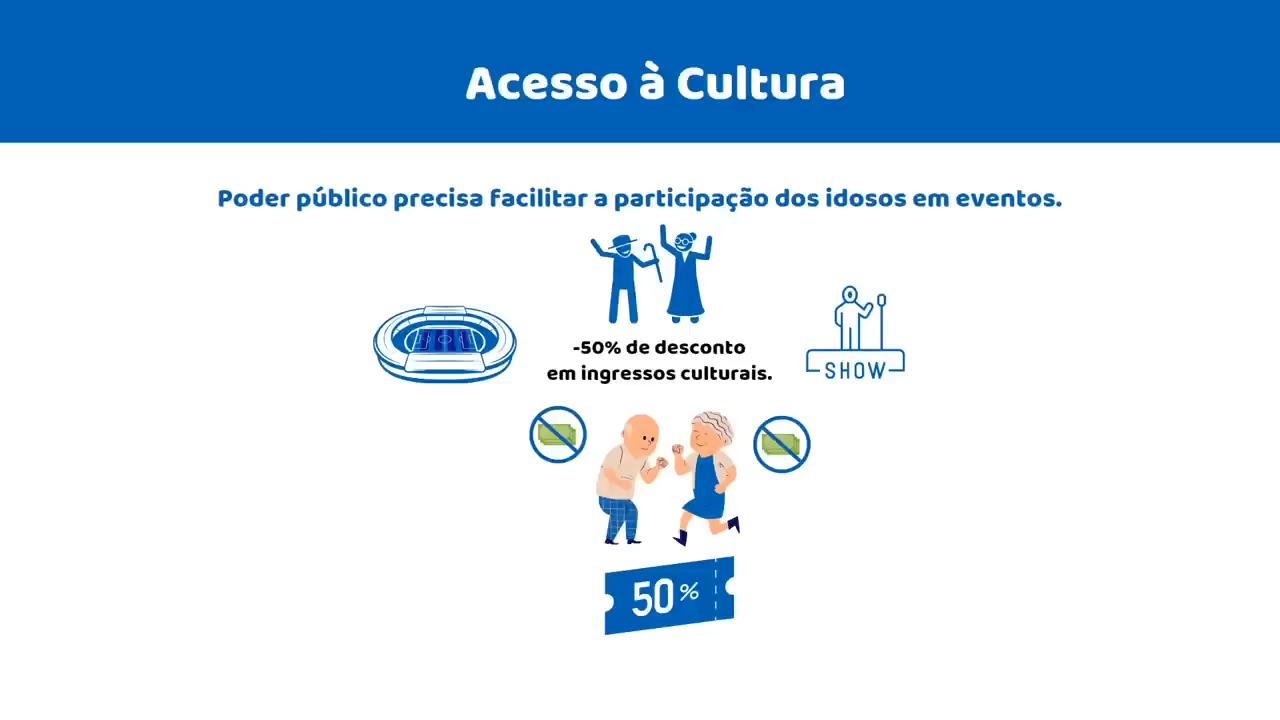 Acesso à Cultura
Poder público precisa facilitar a participação dos idosos em eventos.
-50% de desconto
em ingressos culturais.
SHOW
50%